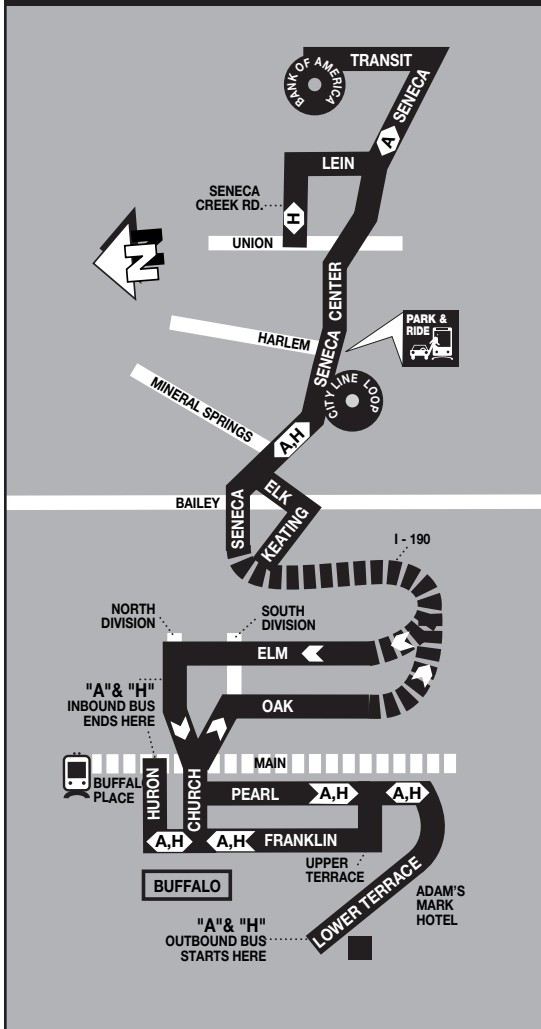 TRANSIT
BANK OF AMERICA
SENECA
A
LEIN
SENECA
CREEK RD.
H
UNION
N
CENTER
PARK &
RIDE
HARLEM
SENECA
CITY LINE LOOP
MINERAL SPRINGS
A,H
ELK
BAILEY
SENECA
KEATING
I - 190
NORTH
DIVISION
SOUTH
DIVISION
ELM
"A"& "H"
INBOUND BUS
ENDS HERE
OAK
MAIN
BUFFALO
PLACE
HURON
CHURCH
PEARL
A,H
A,H
A,H
A,H
FRANKLIN
UPPER
TERRACE
BUFFALO
LOWER TERRACE
ADAM'S
MARK
HOTEL
"A"& "H"
OUTBOUND BUS
STARTS HERE